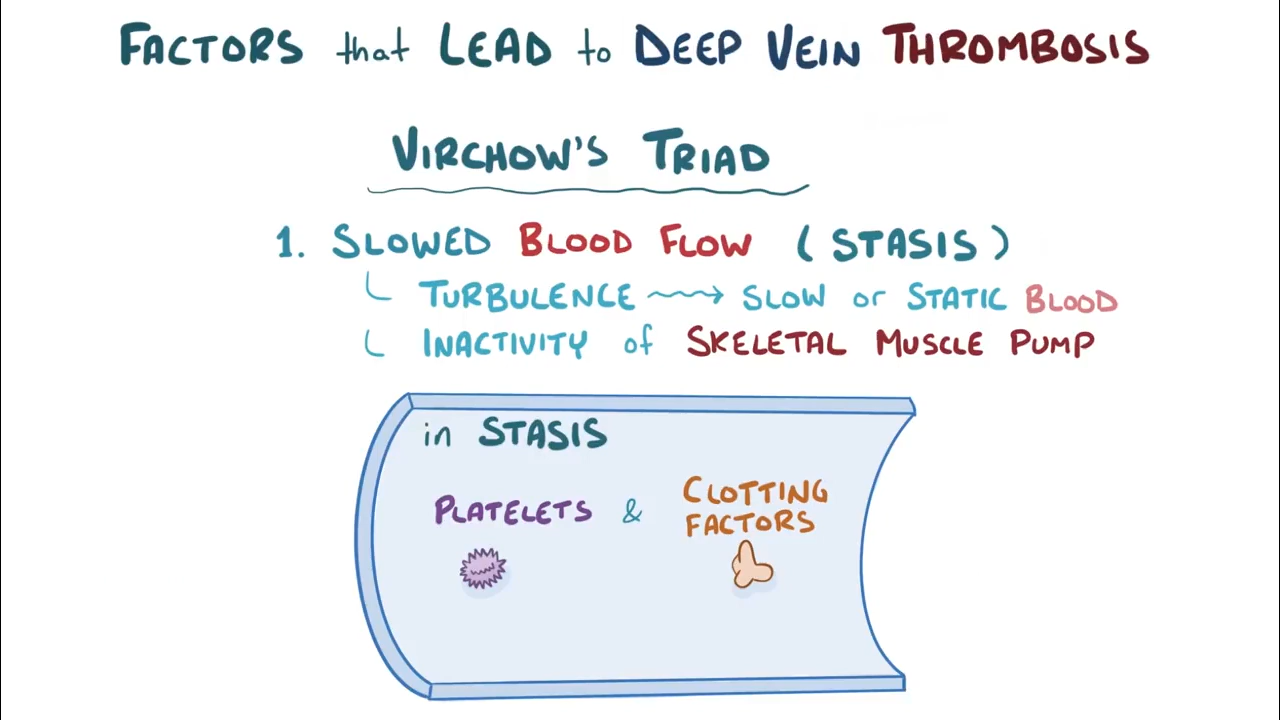 FACTORS that LEAD to DEEP VEIN THROMBOSIS
VIRCHOW'S TRIAD
1. SLOWED BLOOD FLOW (STASIS)
TURBULENCE → SLOW or STATIC BLOOD
INACTIVITY of SKELETAL MUSCLE PUMP
in STASIS
PLATELETS & CLOTTING FACTORS